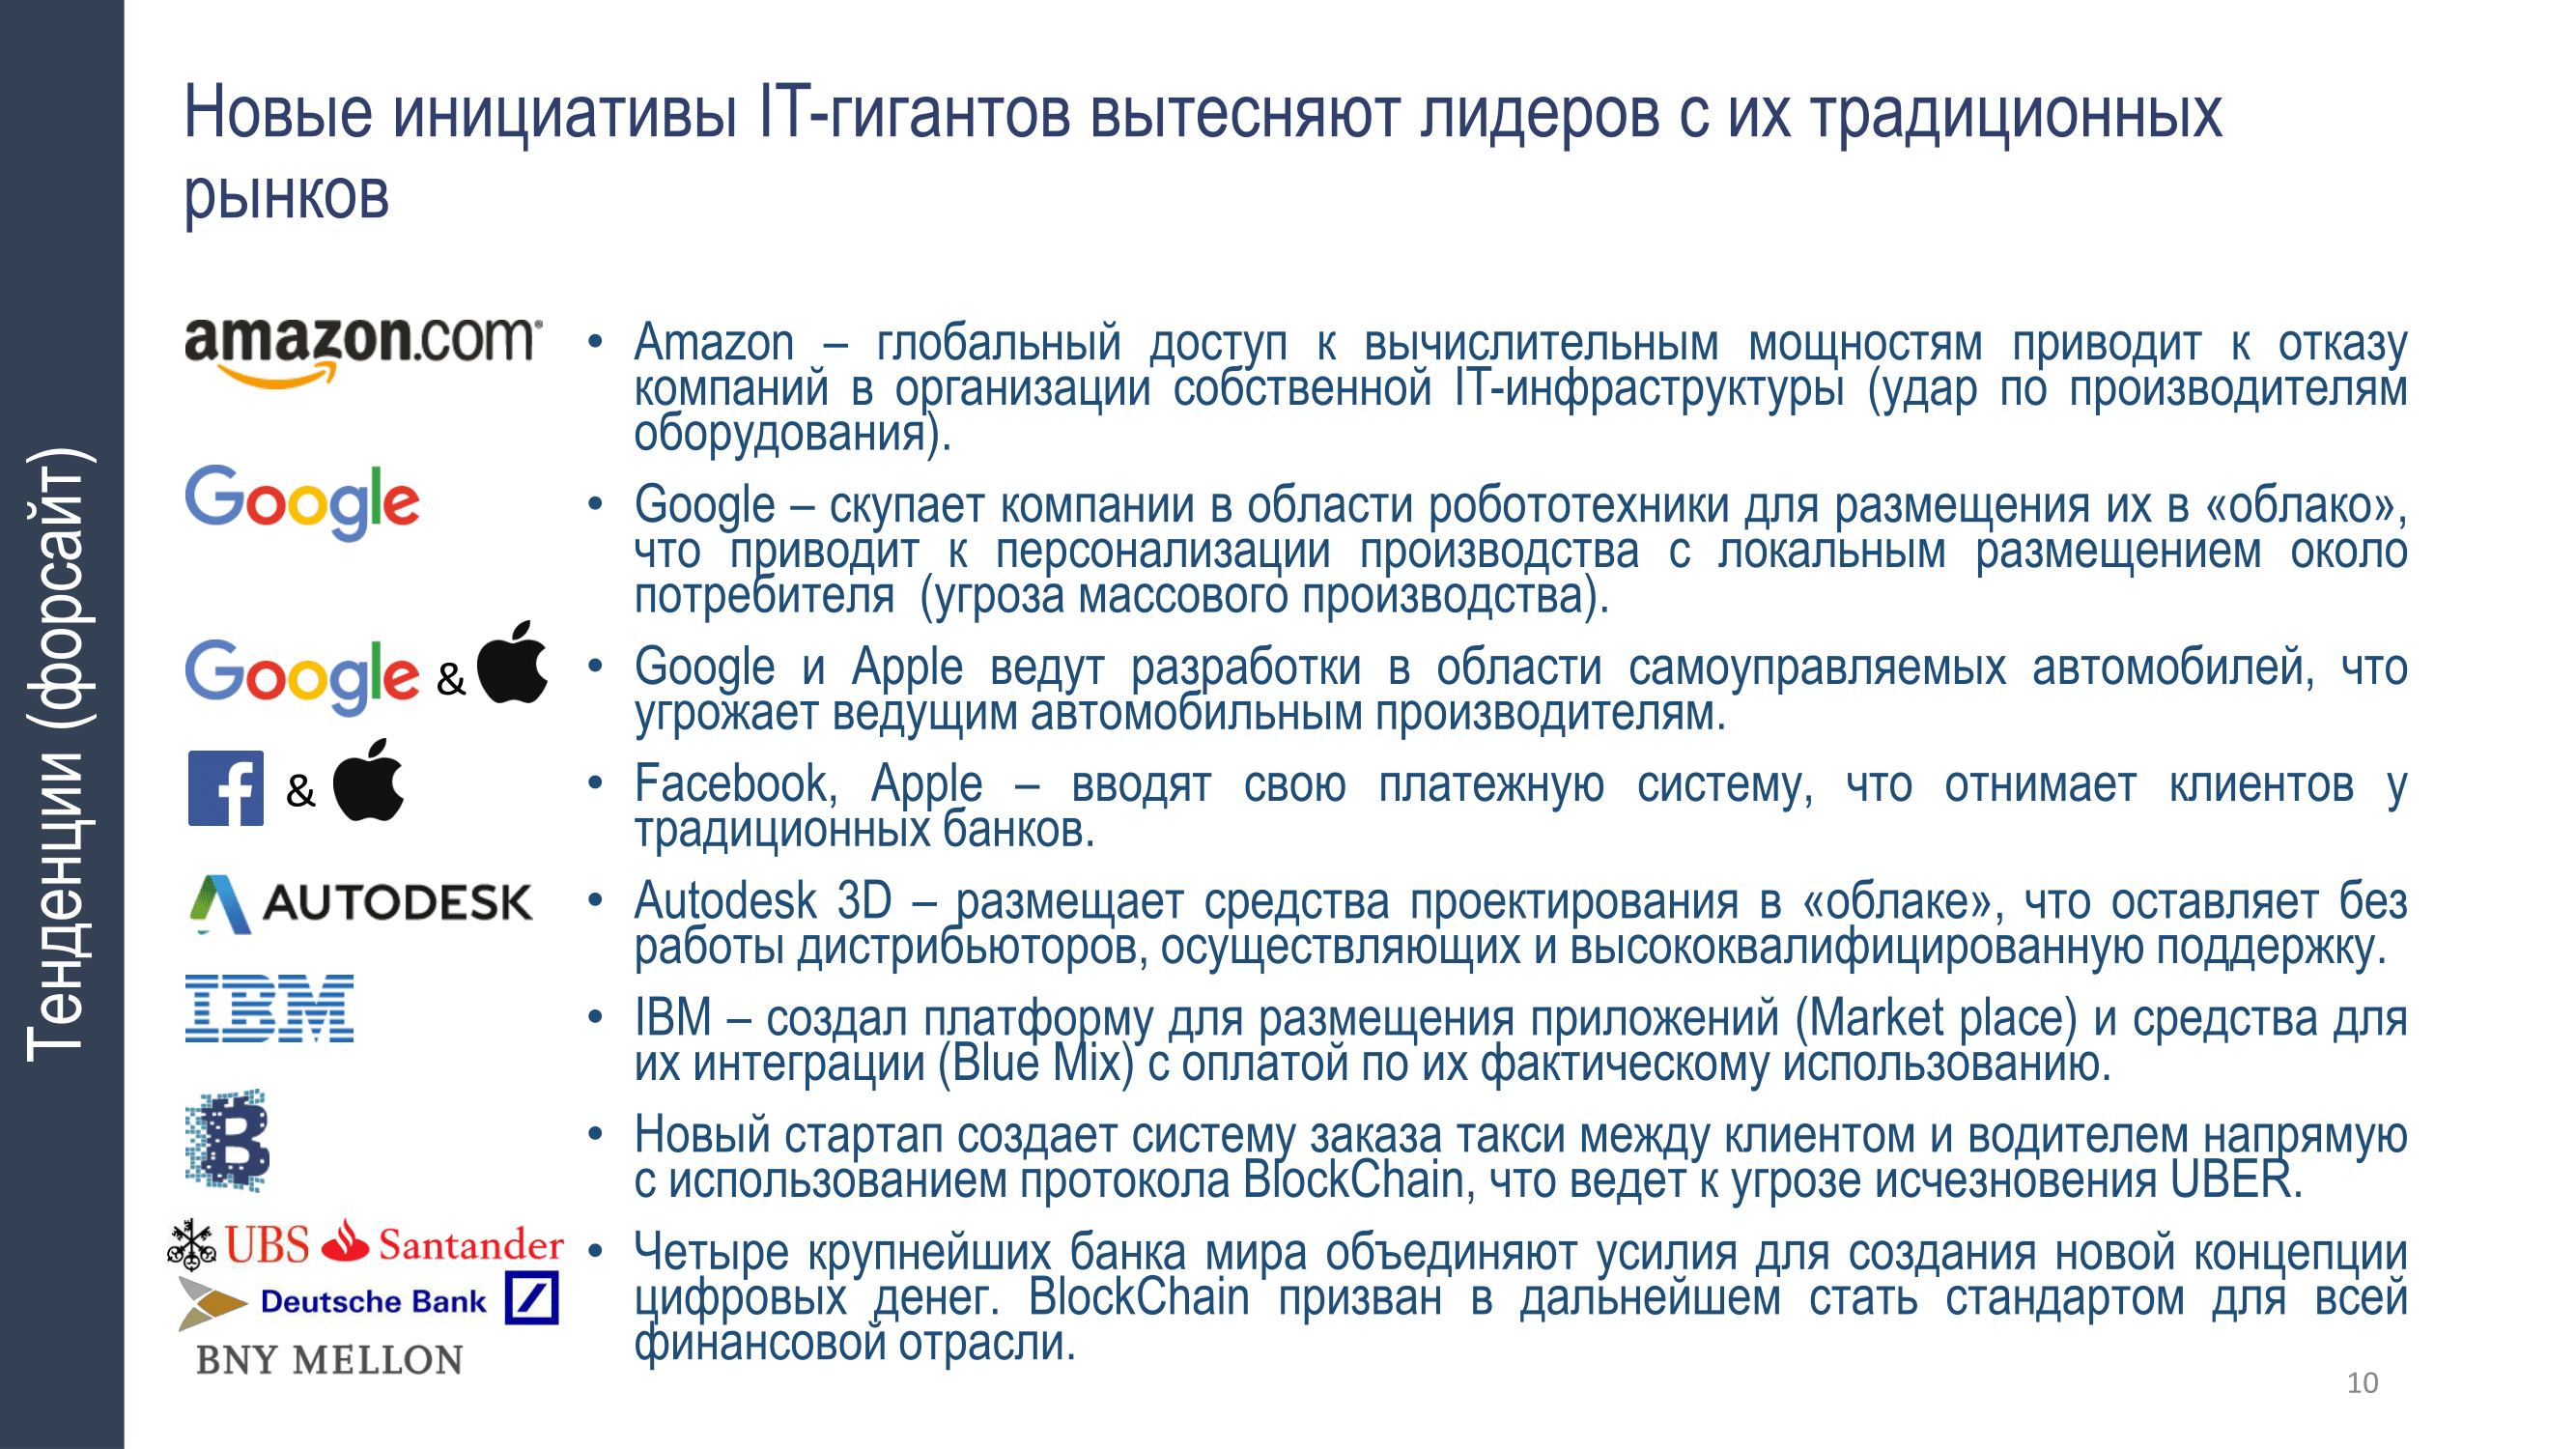 Тенденции (форсайт)
Новые инициативы IT-гигантов вытесняют лидеров с их традиционных
рынков
amazon.com®
• Amazon – глобальный доступ к вычислительным мощностям приводит к отказу
компаний в организации собственной IT-инфраструктуры (удар по производителям
оборудования).
Google
• Google – скупает компании в области робототехники для размещения их в «облако»,
что приводит к персонализации производства с локальным размещением около
потребителя (угроза массового производства).
Google &
• Google и Apple ведут разработки в области самоуправляемых автомобилей, что
угрожает ведущим автомобильным производителям.
f &
• Facebook, Apple – вводят свою платежную систему, что отнимает клиентов у
традиционных банков.
AUTODESK
• Autodesk 3D – размещает средства проектирования в «облаке», что оставляет без
работы дистрибьюторов, осуществляющих и высококвалифицированную поддержку.
IBM
• IBM – создал платформу для размещения приложений (Market place) и средства для
их интеграции (Blue Mix) с оплатой по их фактическому использованию.
B
• Новый стартап создает систему заказа такси между клиентом и водителем напрямую
с использованием протокола BlockChain, что ведет к угрозе исчезновения UBER.
UBS Santander
Deutsche Bank
BNY MELLON
• Четыре крупнейших банка мира объединяют усилия для создания новой концепции
цифровых денег. BlockChain призван в дальнейшем стать стандартом для всей
финансовой отрасли.
10